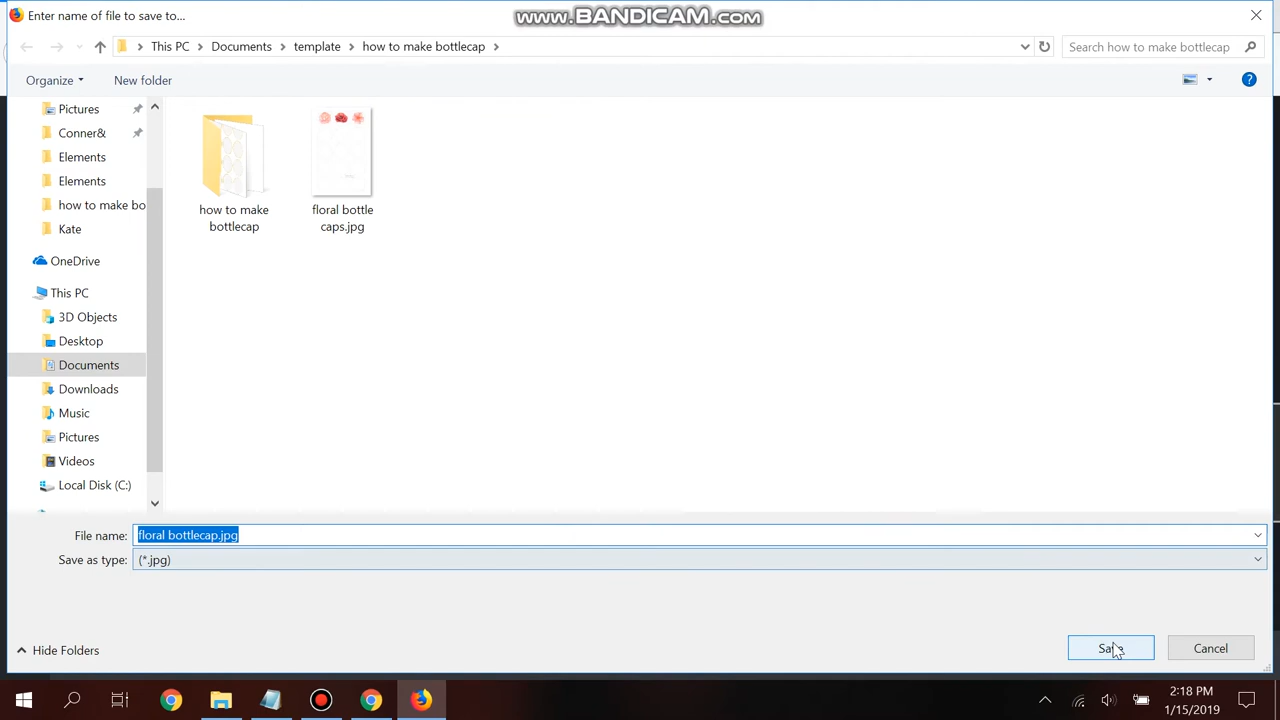 Enter name of file to save to...
www.BANDICAM.com
This PC > Documents > template > how to make bottlecap >
Search how to make bottlecap
Organize
New folder
Pictures
Conner&
Elements
Elements
how to make bo
Kate
OneDrive
This PC
3D Objects
Desktop
Documents
Downloads
Music
Pictures
Videos
Local Disk (C:)
how to make
bottlecap
floral bottle
caps.jpg
File name: floral bottlecap.jpg
Save as type: (*.jpg)
Hide Folders
Save
Cancel
2:18 PM
1/15/2019